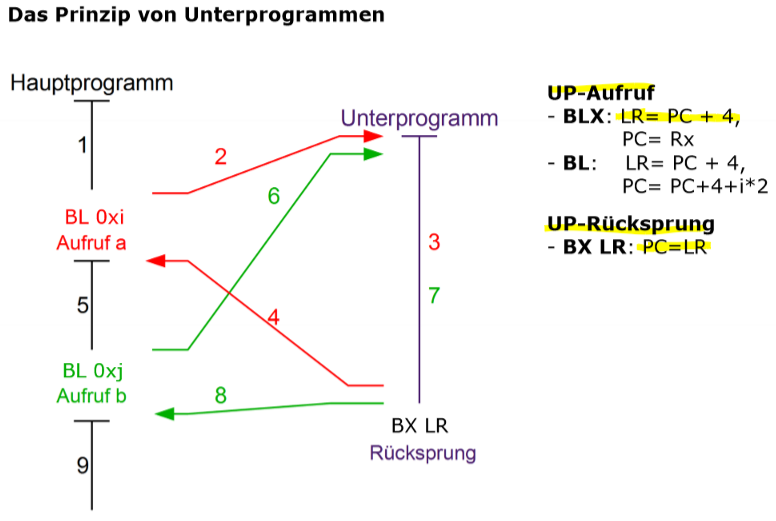 Das Prinzip von Unterprogrammen
Hauptprogramm
1
2
6
BL 0xi
Aufruf a
5
4
BL 0xj
Aufruf b
8
9
Unterprogramm
3
7
BX LR
Rücksprung
UP-Aufruf
- BLX: LR= PC + 4,
PC= Rx
- BL: LR= PC + 4,
PC= PC+4+i*2
UP-Rücksprung
- BX LR: PC=LR